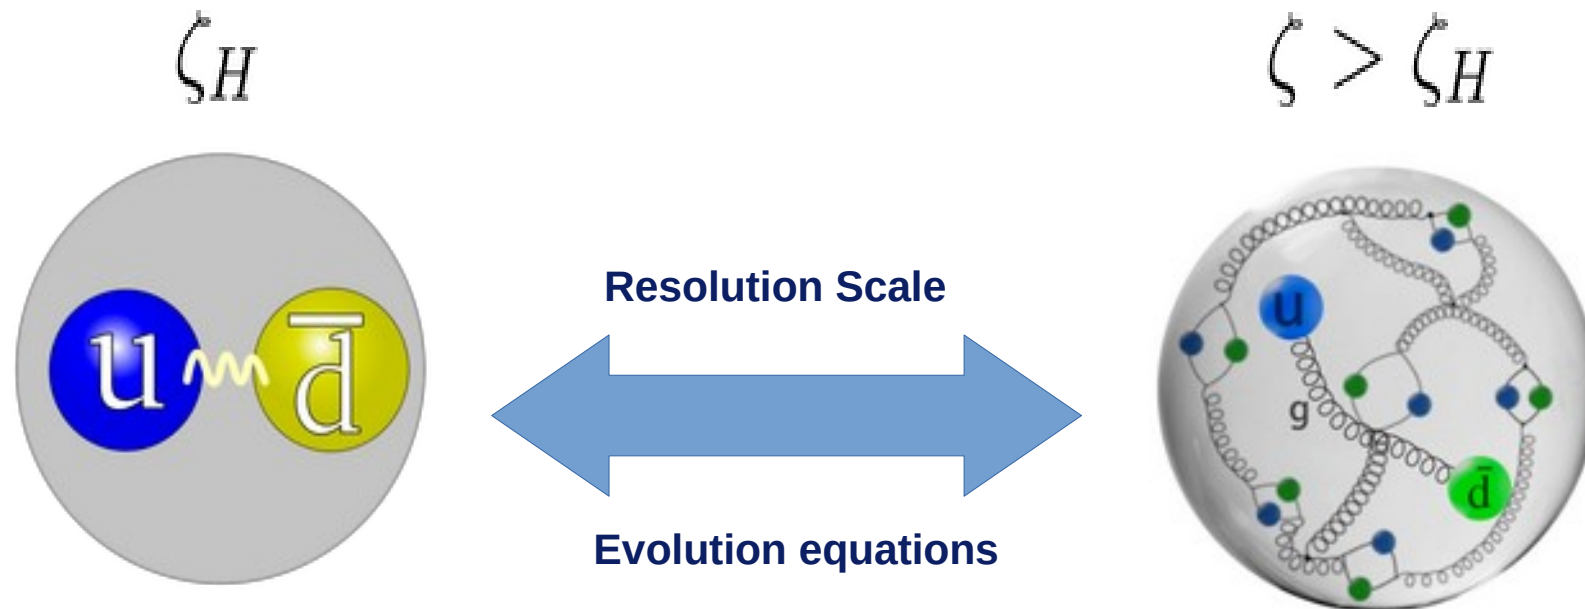 ζH
ζ > ζH
u
d̅
Resolution Scale
Evolution equations
u
g
d̄